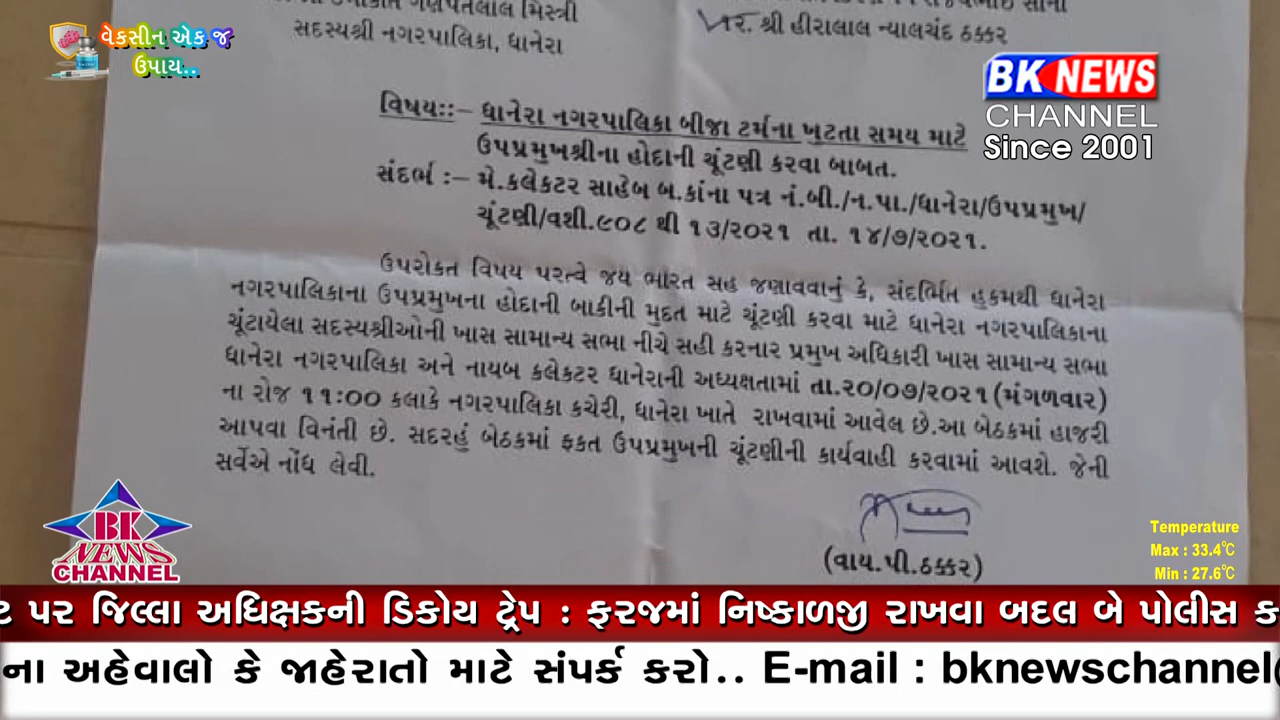 ગણપતલાલ મિસ્ત્રી
સદસ્યશ્રી નગરપાલિકા, ધાનેરા
૨. શ્રી હીરાલાલ ન્યાલચંદ ઠક્કર
વેક્સીન એક જ
ઉપાય..
BK NEWS
CHANNEL
Since 2001
વિષયઃ:– ધાનેરા નગરપાલિકા બીજા ટર્મના ખુટતા સમય માટે
ઉપપ્રમુખશ્રીના હોદાની ચૂંટણી કરવા બાબત.
સંદર્ભ :– મે.કલેકટર સાહેબ બ.કાંના પત્ર નં.બી./ન.પા./ધાનેરા/ઉપપ્રમુખ/
ચૂંટણી/વશી.૯૦૮ થી ૧૩/૨૦૨૧ તા. ૧૪/૭/૨૦૨૧.
ઉપરોકત વિષય પરત્વે જય ભારત સહ જણાવવાનું કે, સંદર્ભિત હુકમથી ધાનેરા
નગરપાલિકાના ઉપપ્રમુખના હોદાની બાકીની મુદત માટે ચૂંટણી કરવા માટે ધાનેરા નગરપાલિકાના
ચૂંટાયેલા સદસ્યશ્રીઓની ખાસ સામાન્ય સભા નીચે સહી કરનાર પ્રમુખ અધિકારી ખાસ સામાન્ય સભા
ધાનેરા નગરપાલિકા અને નાયબ કલેકટર ધાનેરાની અધ્યક્ષતામાં તા.૨૦/૦૭/૨૦૨૧(મંગળવાર)
ના રોજ ૧૧:૦૦ કલાકે નગરપાલિકા કચેરી, ધાનેરા ખાતે રાખવામાં આવેલ છે.આ બેઠકમાં હાજરી
આપવા વિનંતી છે. સદરહું બેઠકમાં ફકત ઉપપ્રમુખની ચૂંટણીની કાર્યવાહી કરવામાં આવશે. જેની
સર્વેએ નોંધ લેવી.
(વાય.પી.ઠક્કર)
BK
NEWS
CHANNEL
Temperature
Max : 33.4℃
Min : 27.6℃
પર જિલ્લા અધિક્ષકની ડિકોય ટ્રેપ : ફરજમાં નિષ્કાળજી રાખવા બદલ બે પોલીસ ક
ના અહેવાલો કે જાહેરાતો માટે સંપર્ક કરો.. E-mail : bknewschannel@